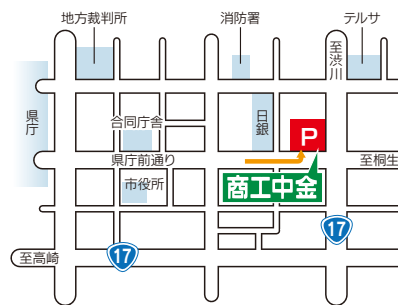 地方裁判所
消防署
テルサ
至渋川
県庁
合同庁舎
日銀
P
県庁前通り
至桐生
市役所
商工中金
17
至高崎
17